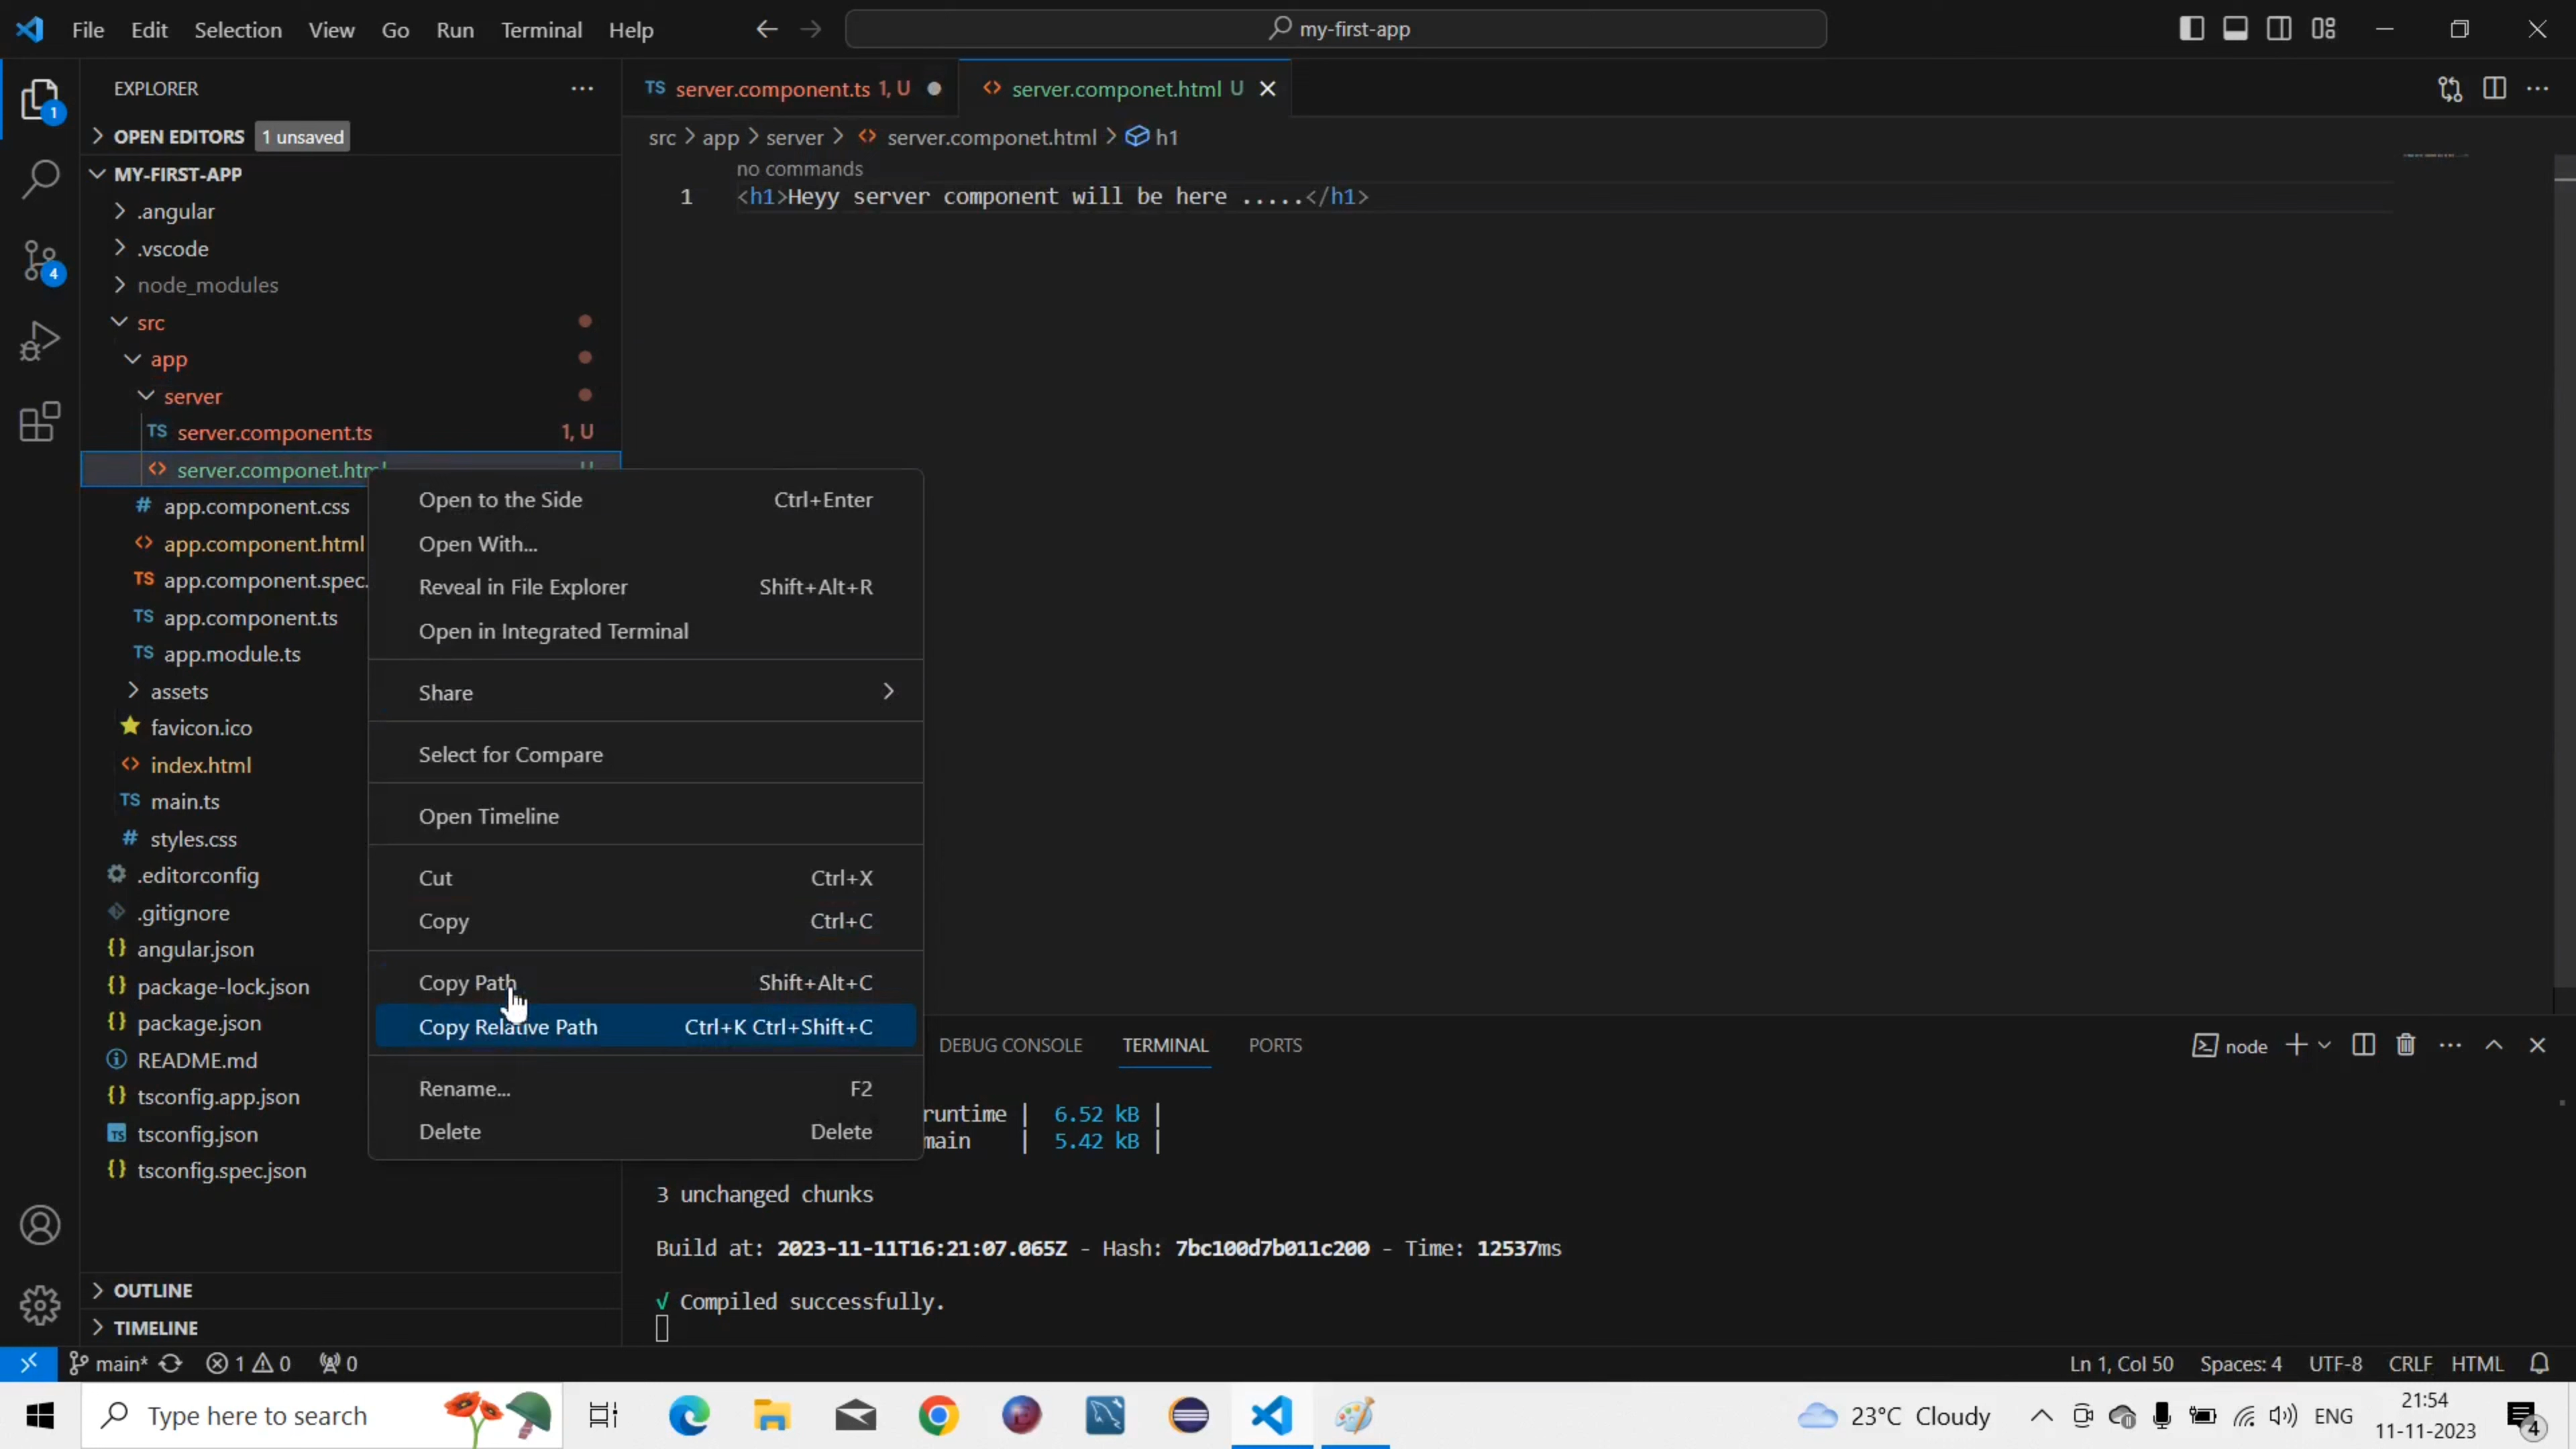 File Edit Selection View Go Run Terminal Help
my-first-app
EXPLORER
OPEN EDITORS 1 unsaved
MY-FIRST-APP
.angular
.vscode
node_modules
src
app
server
TS server.component.ts 1, U
<> server.componet.html U
# app.component.css
<> app.component.html
TS app.component.spec.
TS app.component.ts
TS app.module.ts
assets
favicon.ico
<> index.html
TS main.ts
# styles.css
.editorconfig
.gitignore
{} angular.json
{} package-lock.json
{} package.json
README.md
{} tsconfig.app.json
TS tsconfig.json
{} tsconfig.spec.json
OUTLINE
TIMELINE
TS server.component.ts 1, U
<> server.componet.html U
src > app > server > <> server.componet.html > h1
no commands
1 <h1>Heyy server component will be here .....</h1>
Open to the Side Ctrl+Enter
Open With...
Reveal in File Explorer Shift+Alt+R
Open in Integrated Terminal
Share
Select for Compare
Open Timeline
Cut Ctrl+X
Copy Ctrl+C
Copy Path Shift+Alt+C
Copy Relative Path Ctrl+K Ctrl+Shift+C
Rename... F2
Delete Delete
DEBUG CONSOLE TERMINAL PORTS
node
runtime | 6.52 kB |
main | 5.42 kB |
3 unchanged chunks
Build at: 2023-11-11T16:21:07.065Z - Hash: 7bc100d7b011c200 - Time: 12537ms
√ Compiled successfully.
1
4
main* 1 0 0
Ln 1, Col 50 Spaces: 4 UTF-8 CRLF HTML
Type here to search
23°C Cloudy
ENG
21:54
11-11-2023
4